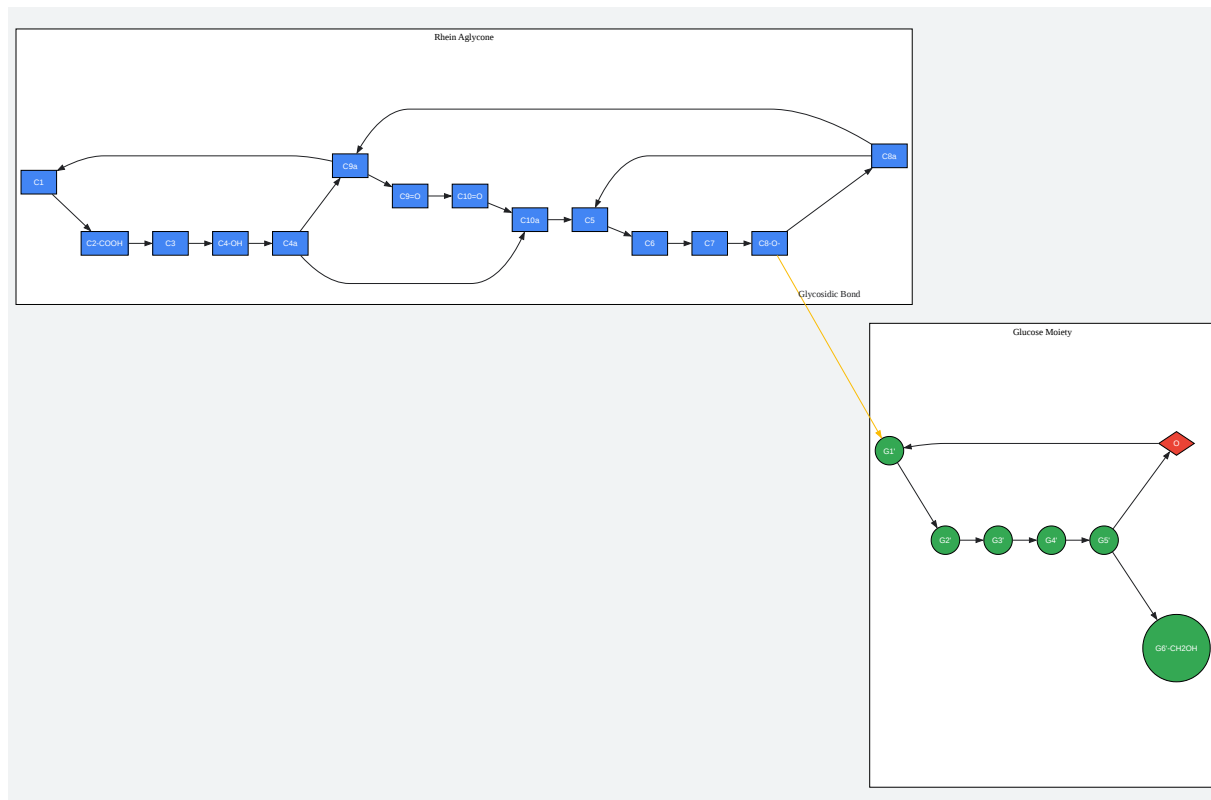 Rhein Aglycone
C8a
C9a
C1
C9=O
C10=O
C10a
C5
C2-COOH
C3
C4-OH
C4a
C6
C7
C8-O-
Glycosidic Bond
Glucose Moiety
G1'
O
G2'
G3'
G4'
G5'
G6'-CH2OH